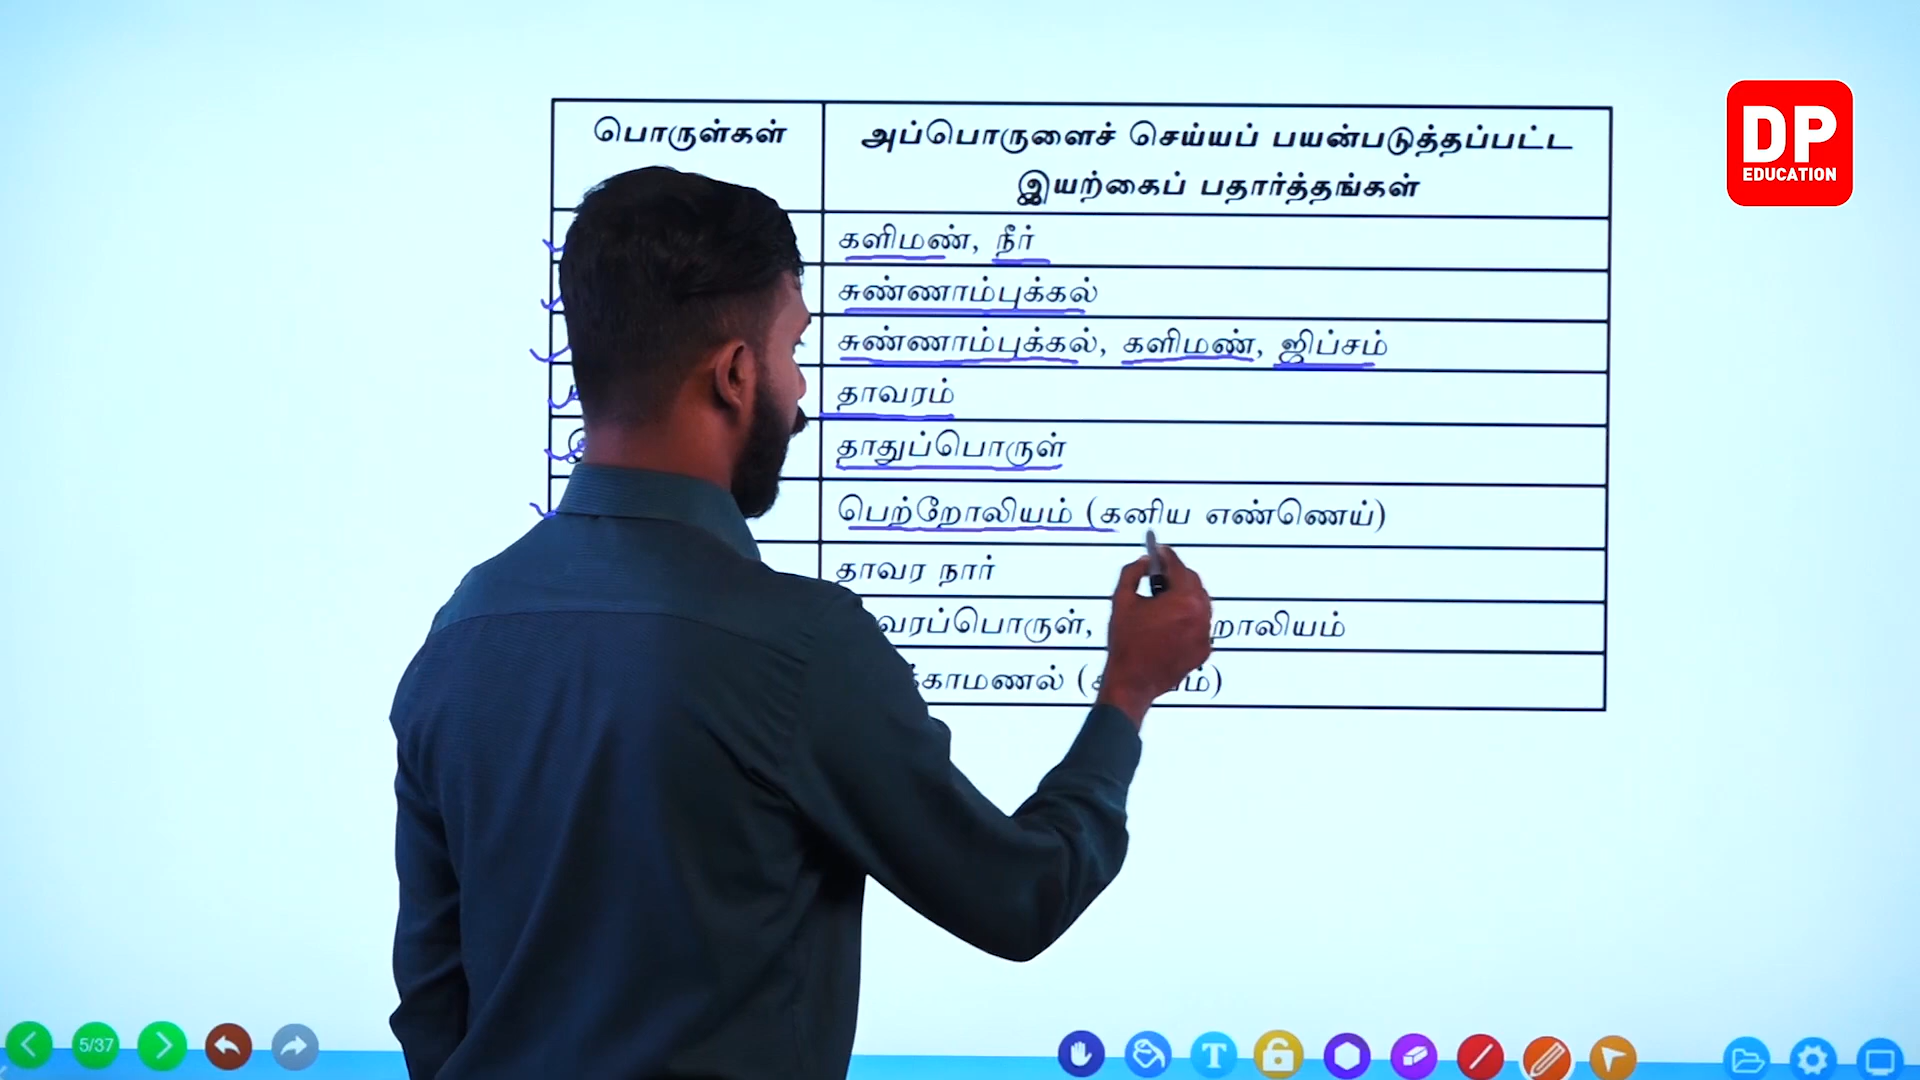 DP
EDUCATION
பொருள்கள்
அப்பொருளைச் செய்யப் பயன்படுத்தப்பட்ட
இயற்கைப் பதார்த்தங்கள்
களிமண், நீர்
சுண்ணாம்புக்கல்
சுண்ணாம்புக்கல், களிமண், ஜிப்சம்
தாவரம்
தாதுப்பொருள்
பெற்றோலியம் (கனிய எண்ணெய்)
தாவர நார்
5/37
T